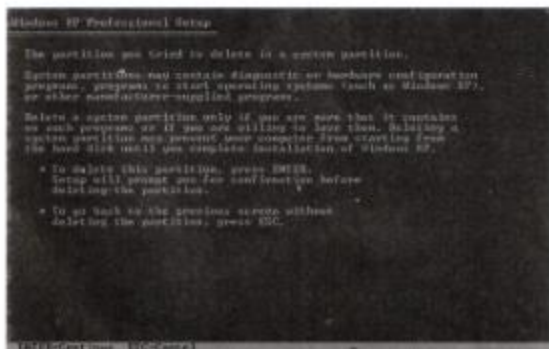 Windows XP Professional Setup
The partition you tried to delete is a system partition.
System partitions may contain diagnostic or hardware configuration
programs, programs to start operating systems (such as Windows XP),
or other manufacturer-supplied programs.
Delete a system partition only if you are sure that it contains
no such programs or if you are willing to lose them. Deleting a
system partition may prevent your computer from starting from
the hard disk until you complete installation of Windows XP.
• To delete this partition, press ENTER.
Setup will prompt you for confirmation before
deleting the partition.
• To go back to the previous screen without
deleting the partition, press ESC.
ENTER=Continue ESC=Cancel